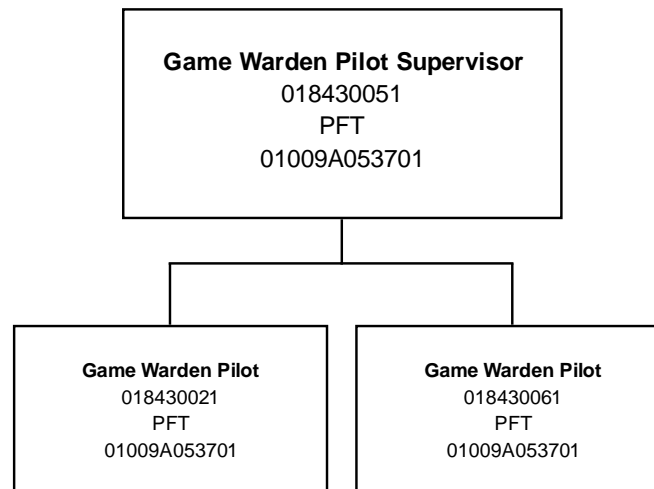 Game Warden Pilot Supervisor
018430051
PFT
01009A053701
Game Warden Pilot
018430021
PFT
01009A053701
Game Warden Pilot
018430061
PFT
01009A053701